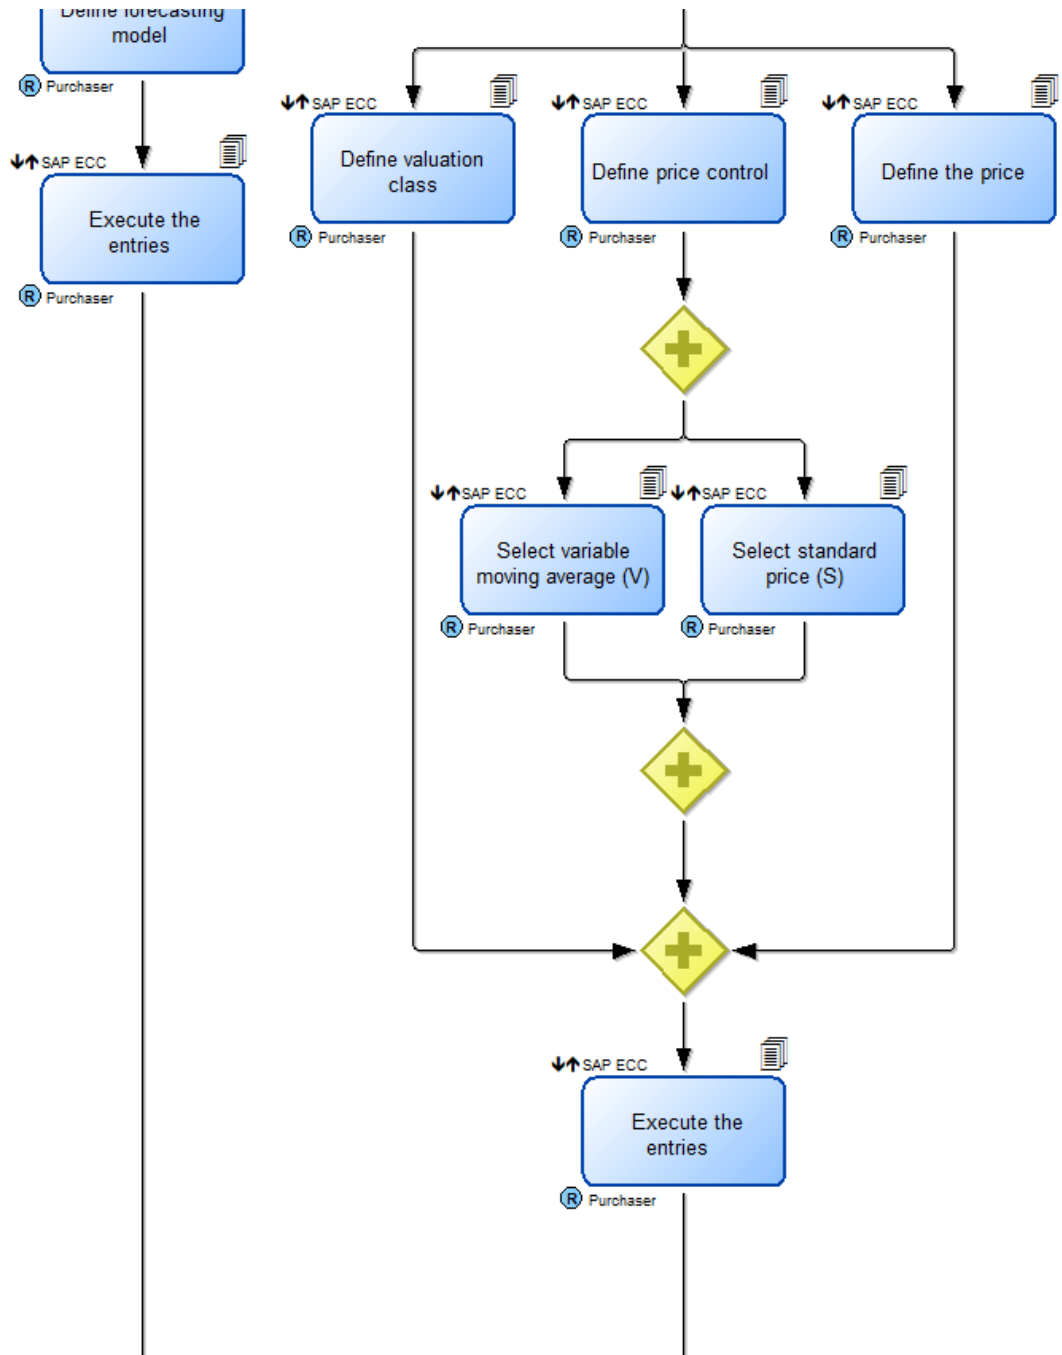 Define forecasting
model
R Purchaser
SAP ECC
Execute the
entries
R Purchaser
SAP ECC
Define valuation
class
R Purchaser
SAP ECC
Define price control
R Purchaser
SAP ECC
Define the price
R Purchaser
SAP ECC
Select variable
moving average (V)
R Purchaser
SAP ECC
Select standard
price (S)
R Purchaser
SAP ECC
Execute the
entries
R Purchaser